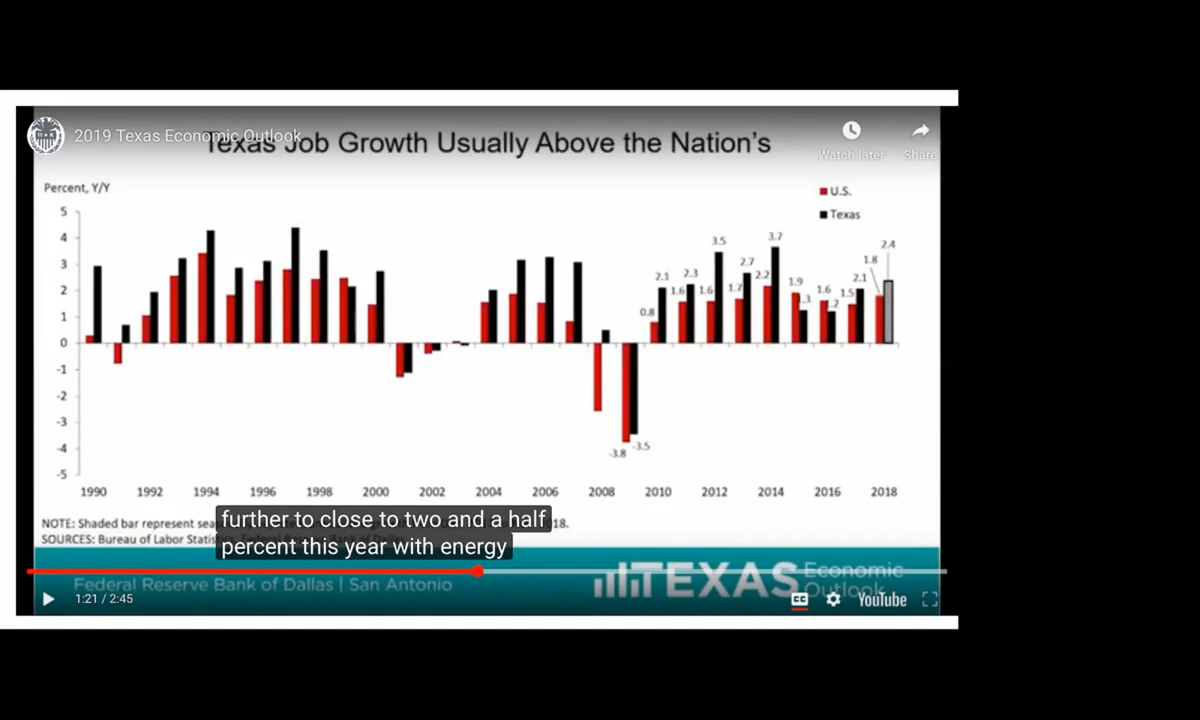 2019 Texas Economic Outlook
Texas Job Growth Usually Above the Nation's
Watch later
Share
Percent, Y/Y
U.S.
Texas
5
4
3
2
1
0
-1
-2
-3
-4
-5
-3.8
-3.5
0.8
2.1
1.6
2.3
1.6
3.5
1.7
2.7
2.2
3.7
1.9
.3
1.6
.2
1.5
2.1
1.8
2.4
1990 1992 1994 1996 1998 2000 2002 2004 2006 2008 2010 2012 2014 2016 2018
NOTE: Shaded bar represent 18.
SOURCES: Bureau of Labor
further to close to two and a half
percent this year with energy
Federal Reserve Bank of Dallas | San Antonio
TEXAS Economic
Outlook
1:21 / 2:45
CC
YouTube